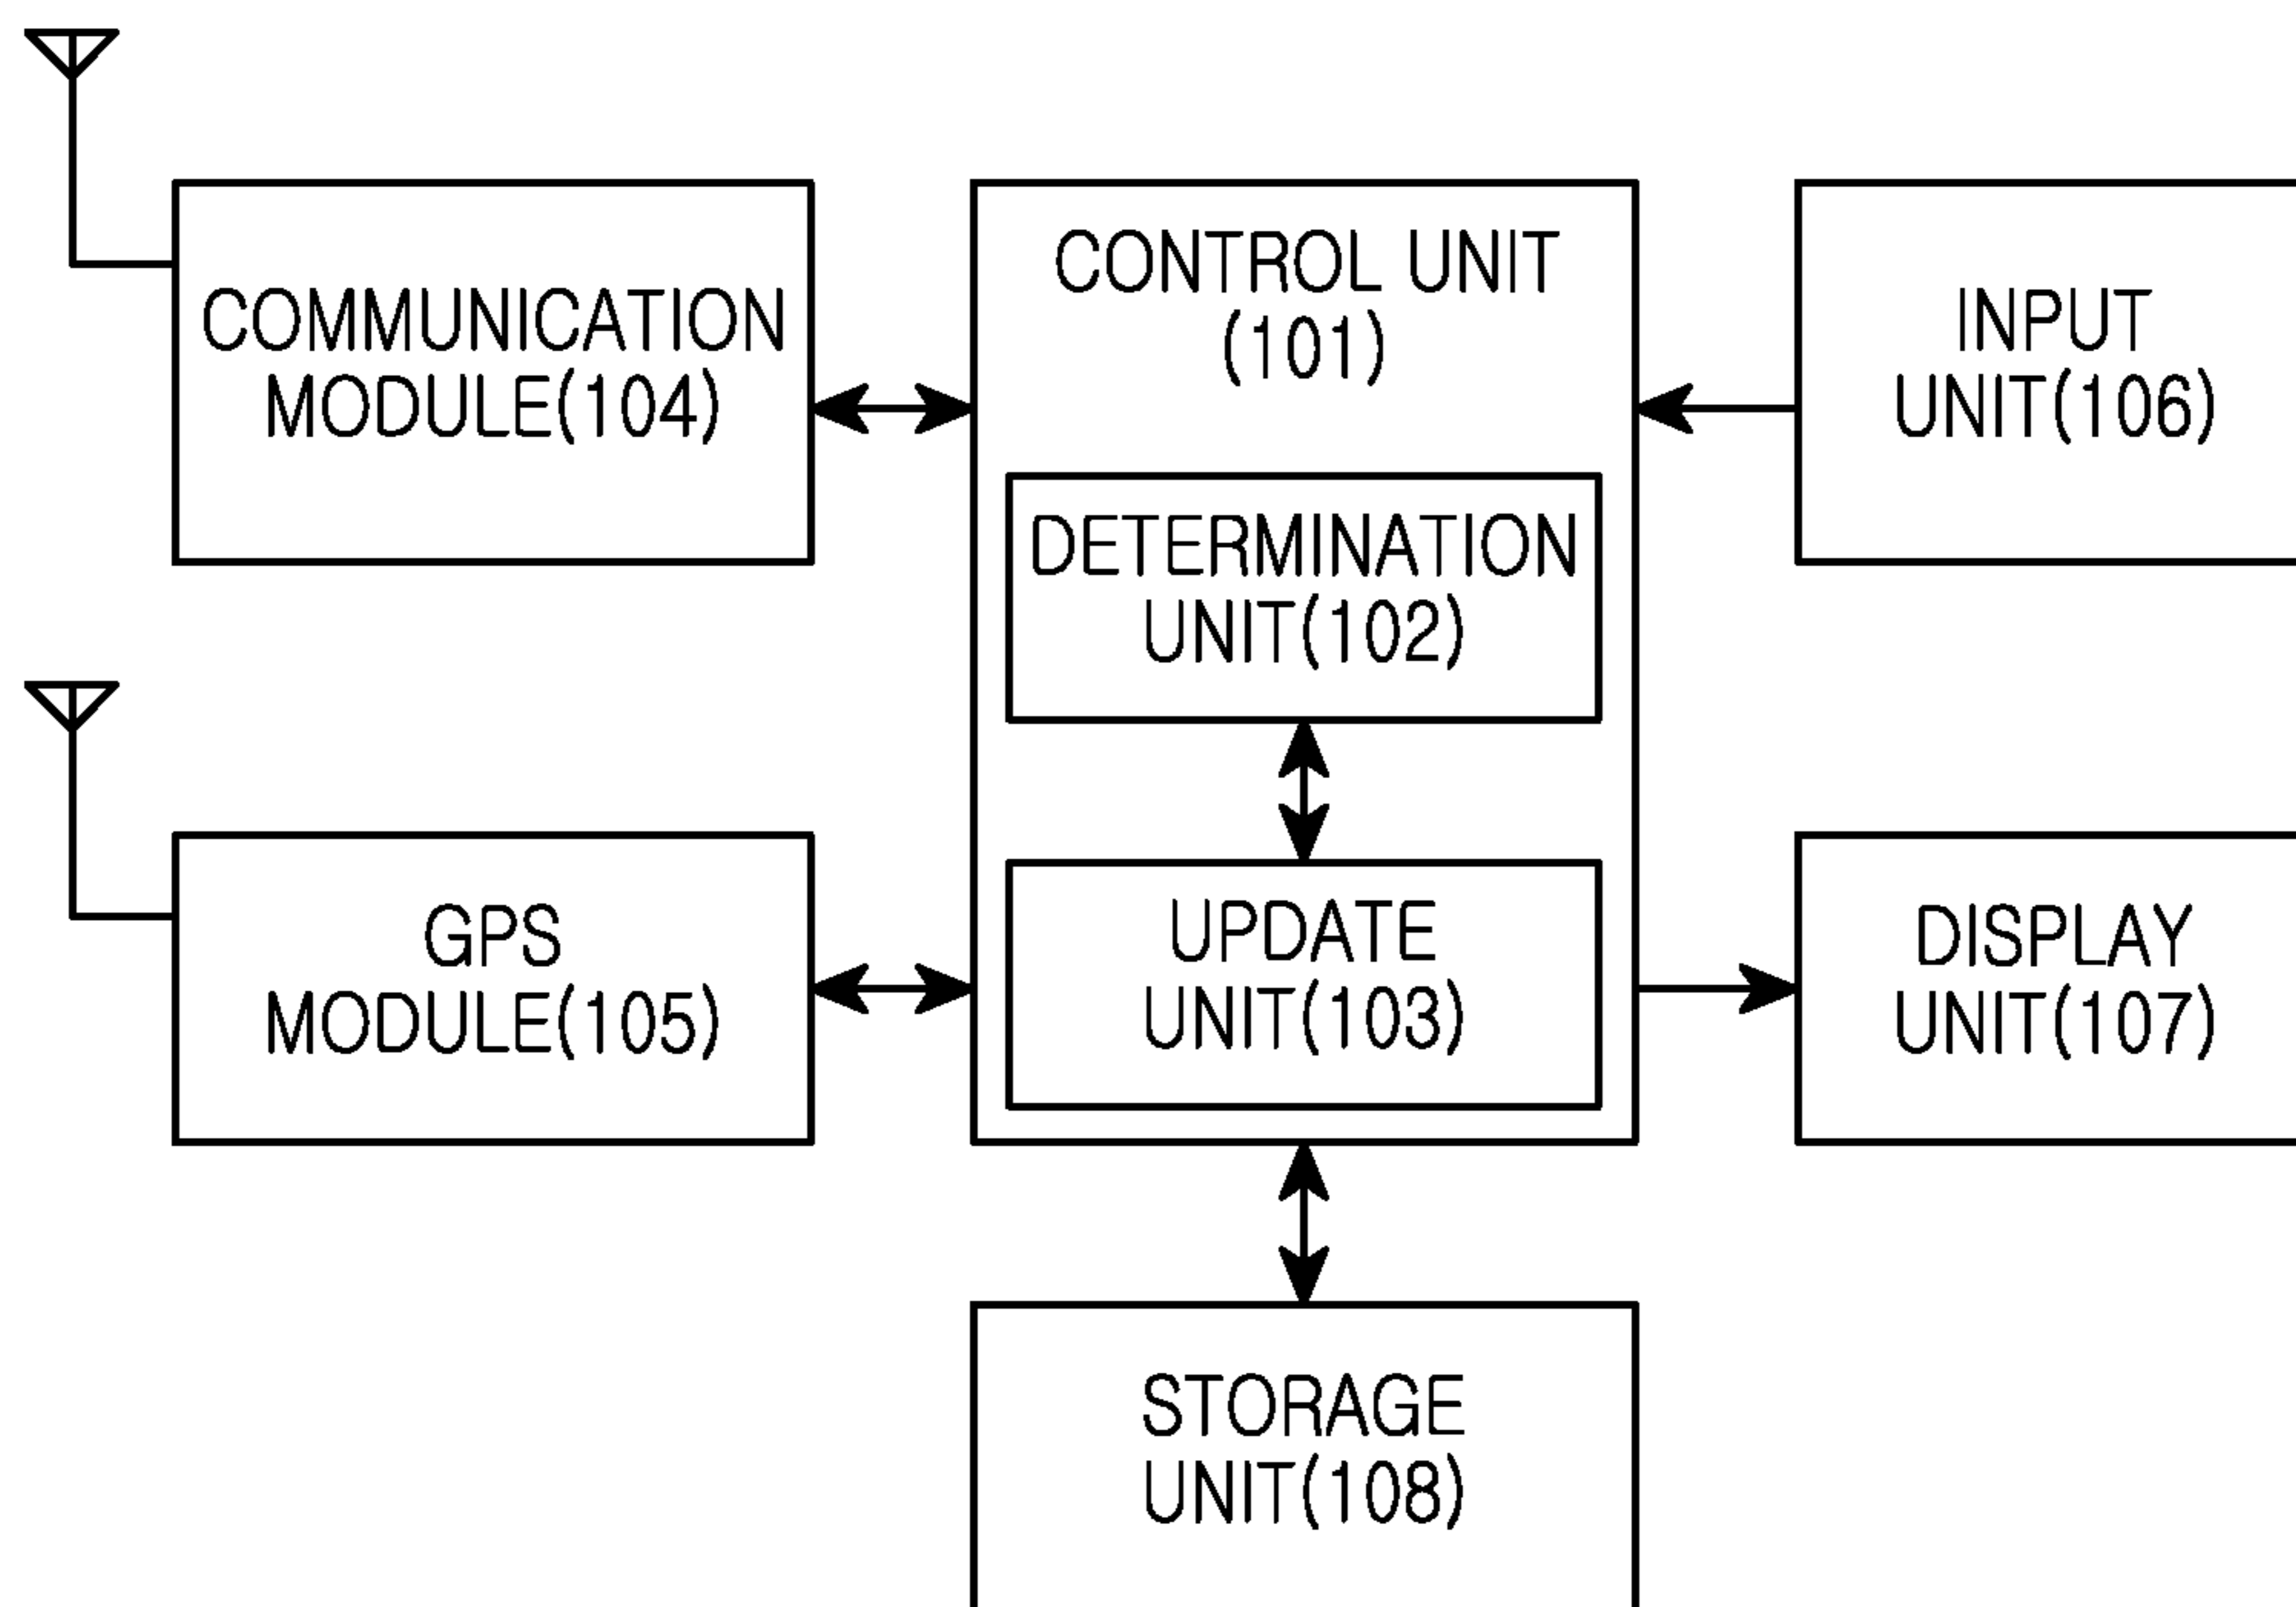 COMMUNICATION
MODULE(104)
CONTROL UNIT
(101)
INPUT
UNIT(106)
DETERMINATION
UNIT(102)
GPS
MODULE(105)
UPDATE
UNIT(103)
DISPLAY
UNIT(107)
STORAGE
UNIT(108)